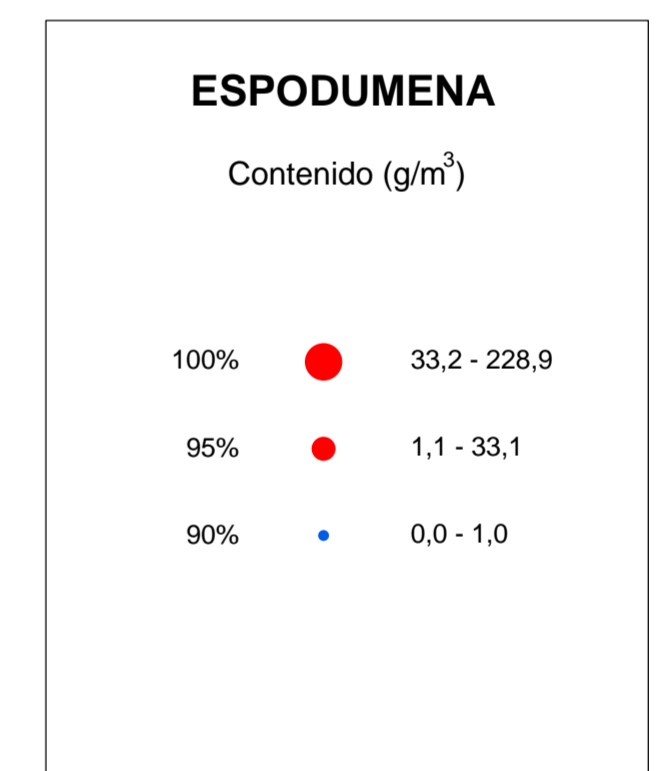 ESPODUMENA
Contenido (g/m³)
100% 33,2 - 228,9
95% 1,1 - 33,1
90% 0,0 - 1,0